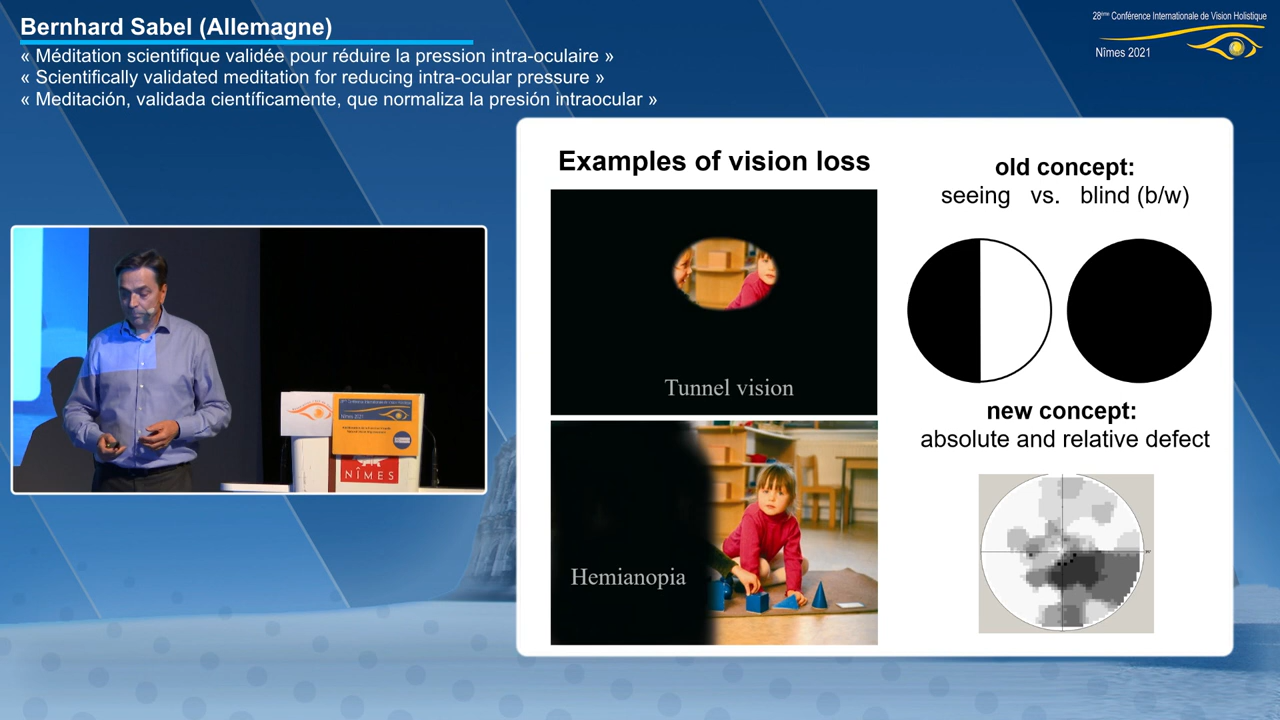 Bernhard Sabel (Allemagne)
« Méditation scientifique validée pour réduire la pression intra-oculaire »
« Scientifically validated meditation for reducing intra-ocular pressure »
« Meditación, validada científicamente, que normaliza la presión intraocular »
28ème Conférence Internationale de Vision Holistique
Nîmes 2021
Examples of vision loss
Tunnel vision
Hemianopia
old concept:
seeing vs. blind (b/w)
new concept:
absolute and relative defect
Nîmes 2021
NÎMES